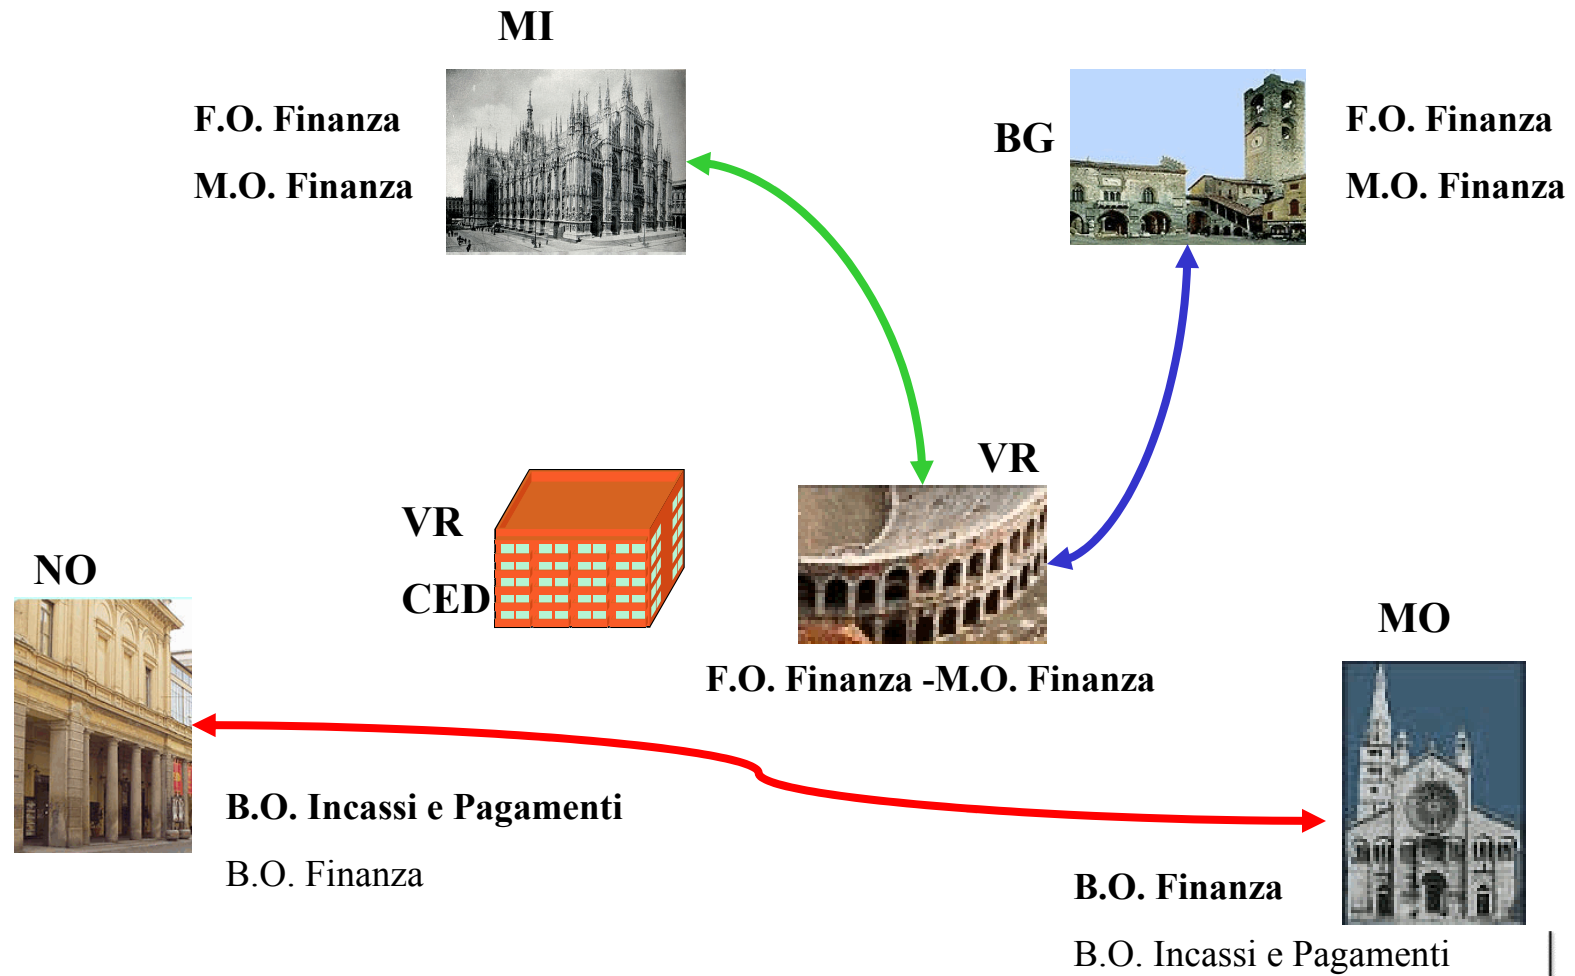 MI
F.O. Finanza
M.O. Finanza
BG
F.O. Finanza
M.O. Finanza
VR
CED
VR
F.O. Finanza -M.O. Finanza
NO
B.O. Incassi e Pagamenti
B.O. Finanza
MO
B.O. Finanza
B.O. Incassi e Pagamenti